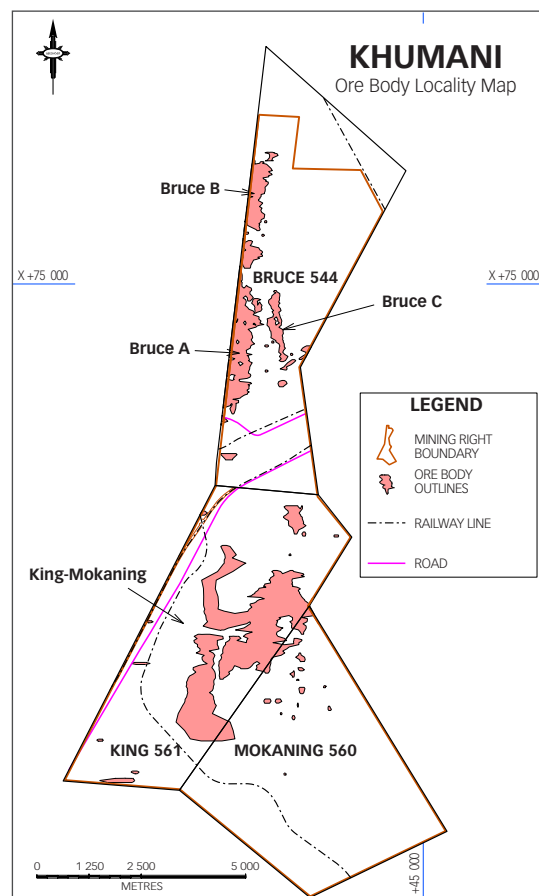 KHUMANI
Ore Body Locality Map
Bruce B
X +75 000
X +75 000
BRUCE 544
Bruce C
Bruce A
LEGEND
MINING RIGHT
BOUNDARY
ORE BODY
OUTLINES
RAILWAY LINE
ROAD
King-Mokaning
KING 561
MOKANING 560
0
1 250
2 500
5 000
METRES
+45 000